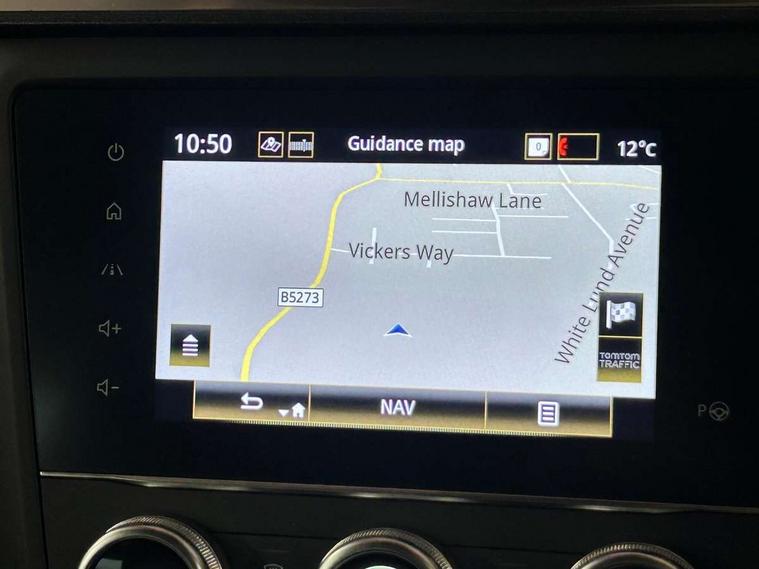 10:50
Guidance map
0
12°C
Mellishaw Lane
Vickers Way
B5273
White Lund Avenue
TOMTOM
TRAFFIC
NAV
P